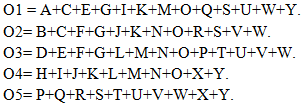 O1 = A+C+E+G+I+K+M+O+Q+S+U+W+Y.
O2= B+C+F+G+J+K+N+O+R+S+V+W.
O3= D+E+F+G+L+M+N+O+P+T+U+V+W.
O4= H+I+J+K+L+M+N+O+X+Y.
O5= P+Q+R+S+T+U+V+W+X+Y.